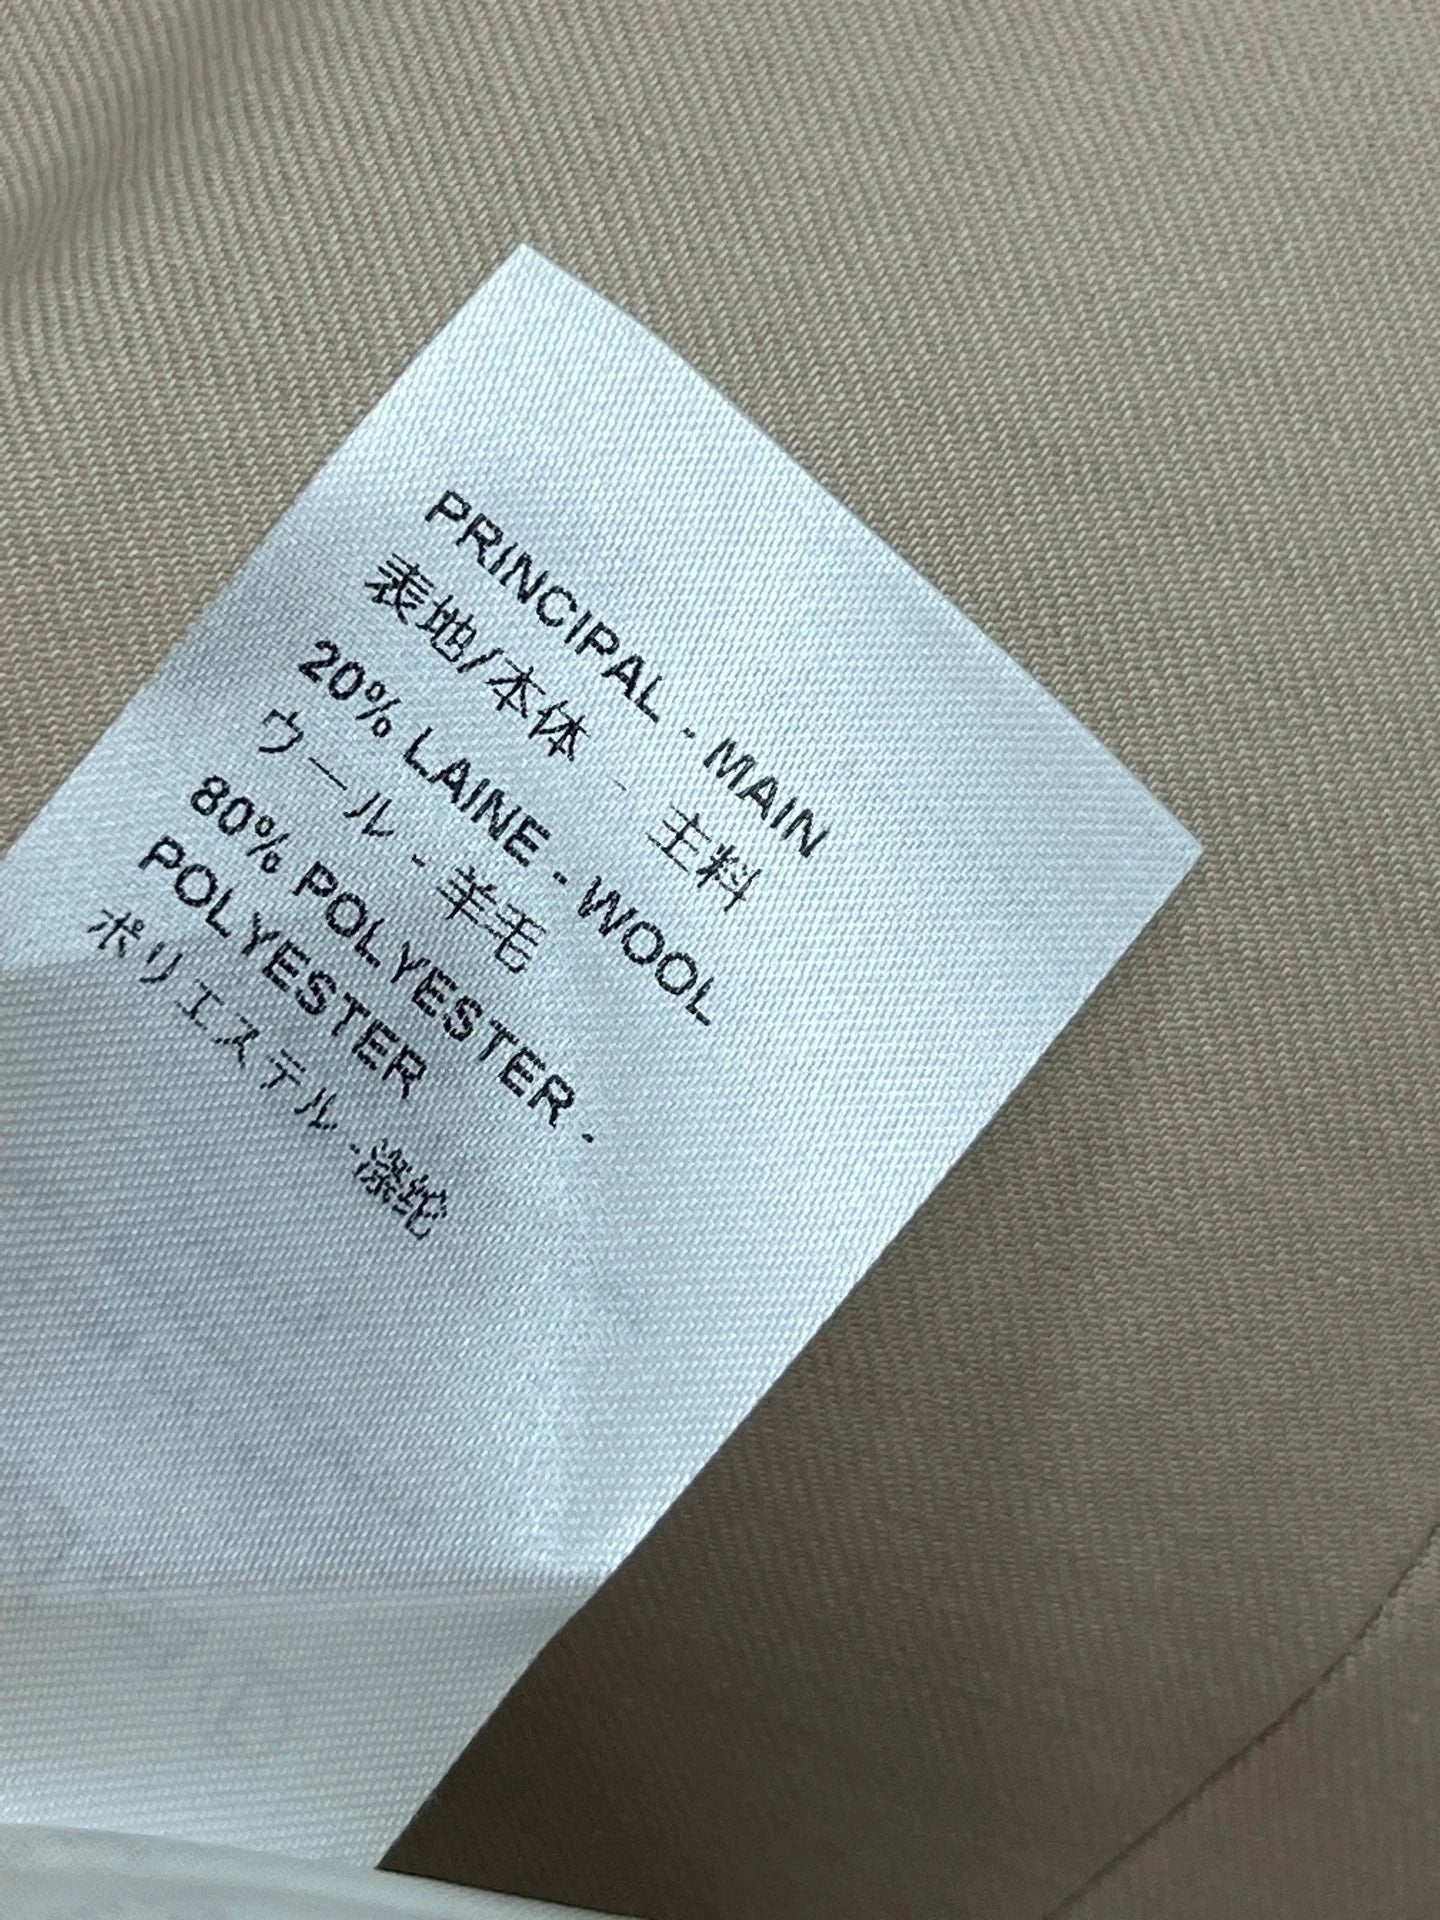 PRINCIPAL - MAIN
表地/本体 - 主料
20% LAINE - WOOL
ウール - 羊毛
80% POLYESTER -
POLYESTER
ポリエステル -涤纶